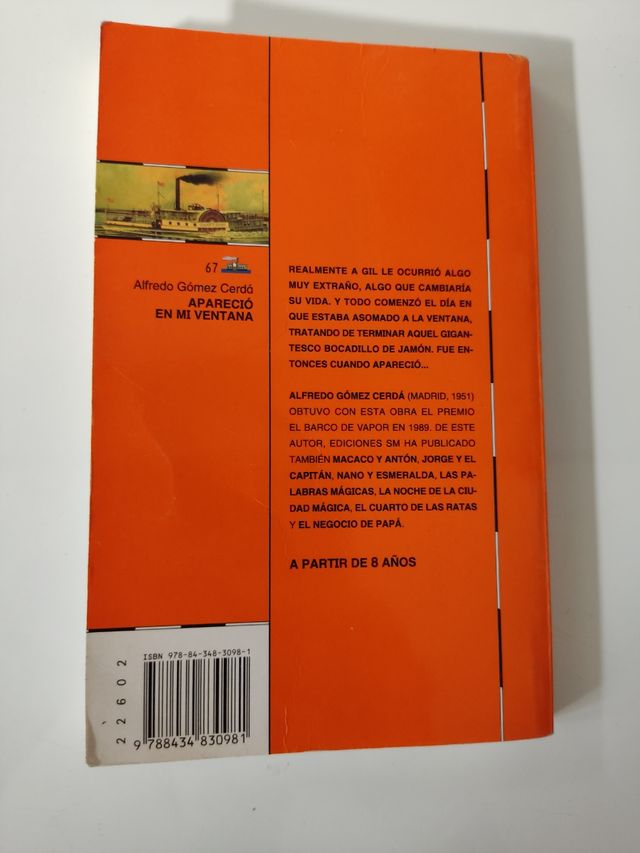 67
Alfredo Gómez Cerdá
APARECIÓ
EN MI VENTANA
REALMENTE A GIL LE OCURRIÓ ALGO
MUY EXTRAÑO, ALGO QUE CAMBIARÍA
SU VIDA. Y TODO COMENZÓ EL DÍA EN
QUE ESTABA ASOMADO A LA VENTANA,
TRATANDO DE TERMINAR AQUEL GIGAN-
TESCO BOCADILLO DE JAMÓN. FUE EN-
TONCES CUANDO APARECIÓ...
ALFREDO GÓMEZ CERDÁ (MADRID, 1951)
OBTUVO CON ESTA OBRA EL PREMIO
EL BARCO DE VAPOR EN 1989. DE ESTE
AUTOR, EDICIONES SM HA PUBLICADO
TAMBIÉN MACACO Y ANTÓN, JORGE Y EL
CAPITÁN, NANO Y ESMERALDA, LAS PA-
LABRAS MÁGICAS, LA NOCHE DE LA CIU-
DAD MÁGICA, EL CUARTO DE LAS RATAS
Y EL NEGOCIO DE PAPÁ.
A PARTIR DE 8 AÑOS
22602
ISBN 978-84-348-3098-1
9 788434 830981